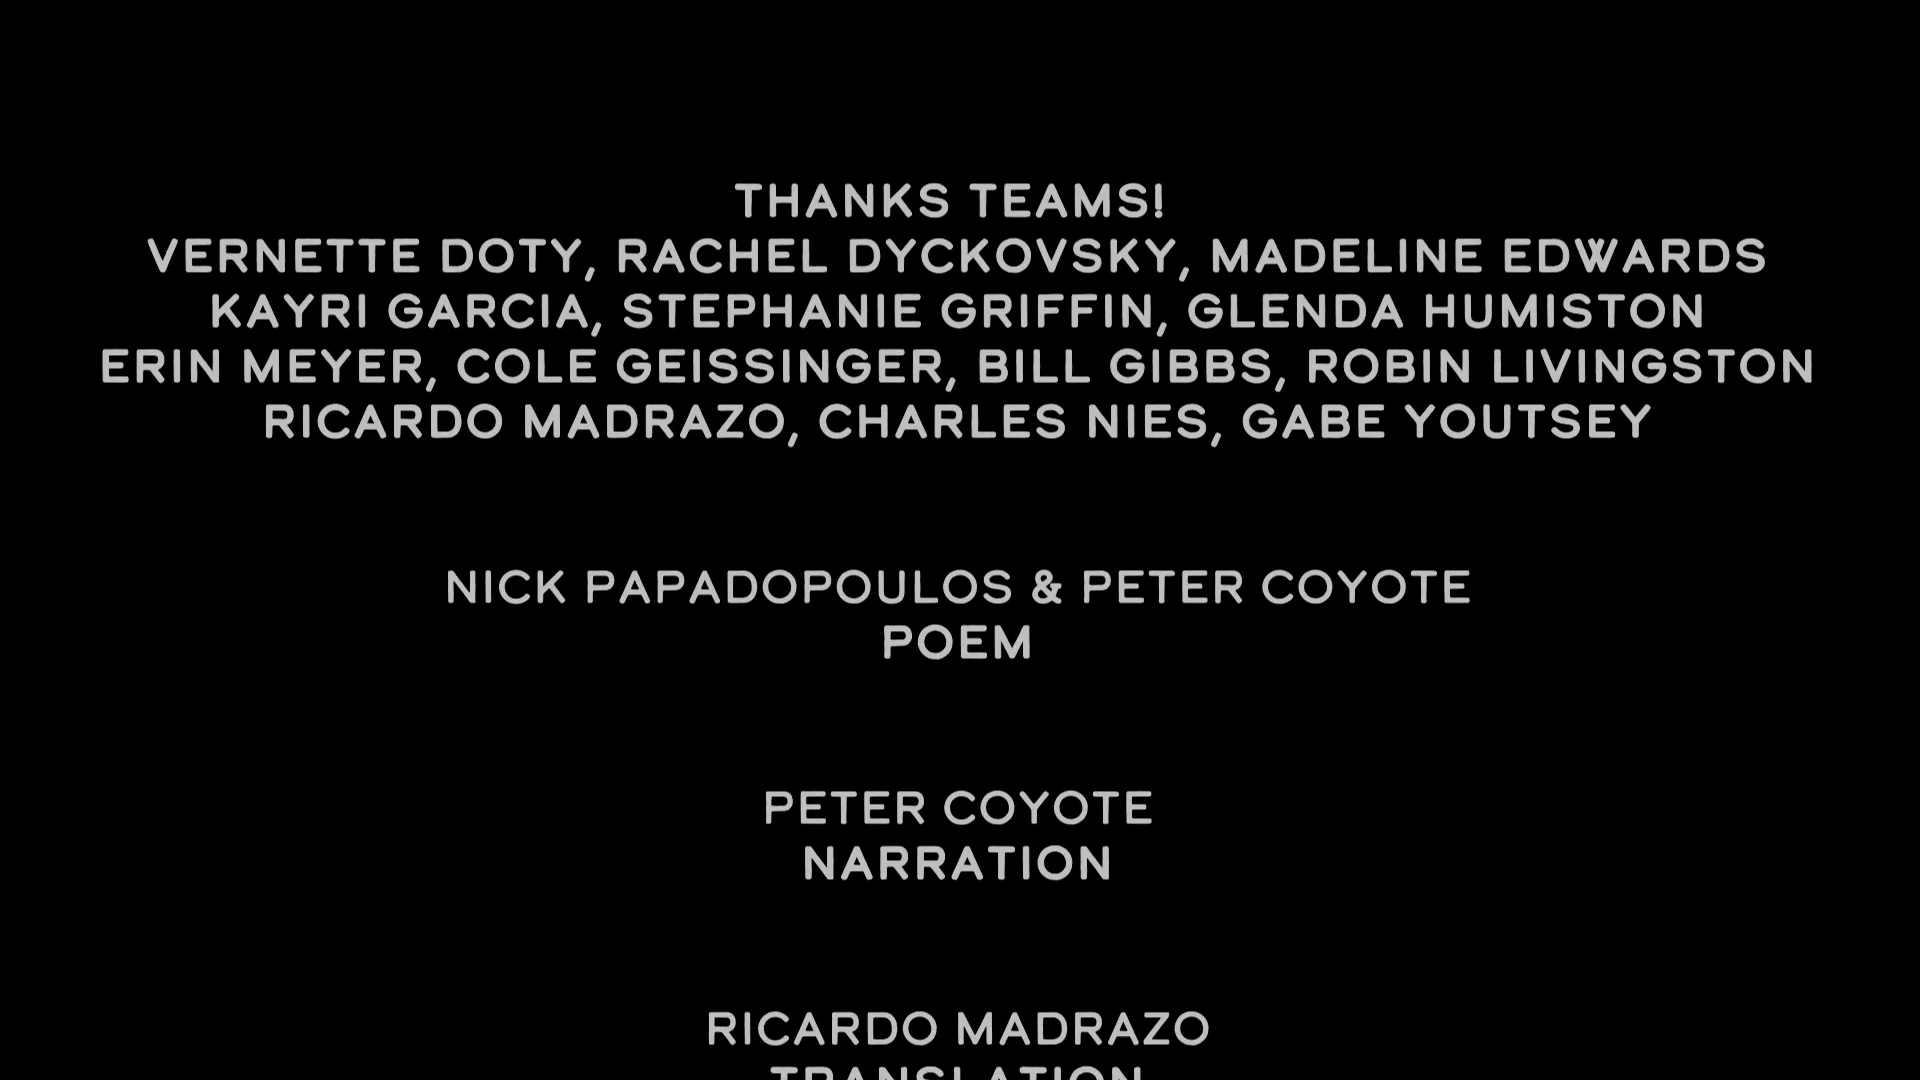 THANKS TEAMS!
VERNETTE DOTY, RACHEL DYCKOVSKY, MADELINE EDWARDS
KAYRI GARCIA, STEPHANIE GRIFFIN, GLENDA HUMISTON
ERIN MEYER, COLE GEISSINGER, BILL GIBBS, ROBIN LIVINGSTON
RICARDO MADRAZO, CHARLES NIES, GABE YOUTSEY
NICK PAPADOPOULOS & PETER COYOTE
POEM
PETER COYOTE
NARRATION
RICARDO MADRAZO
TRANSLATION